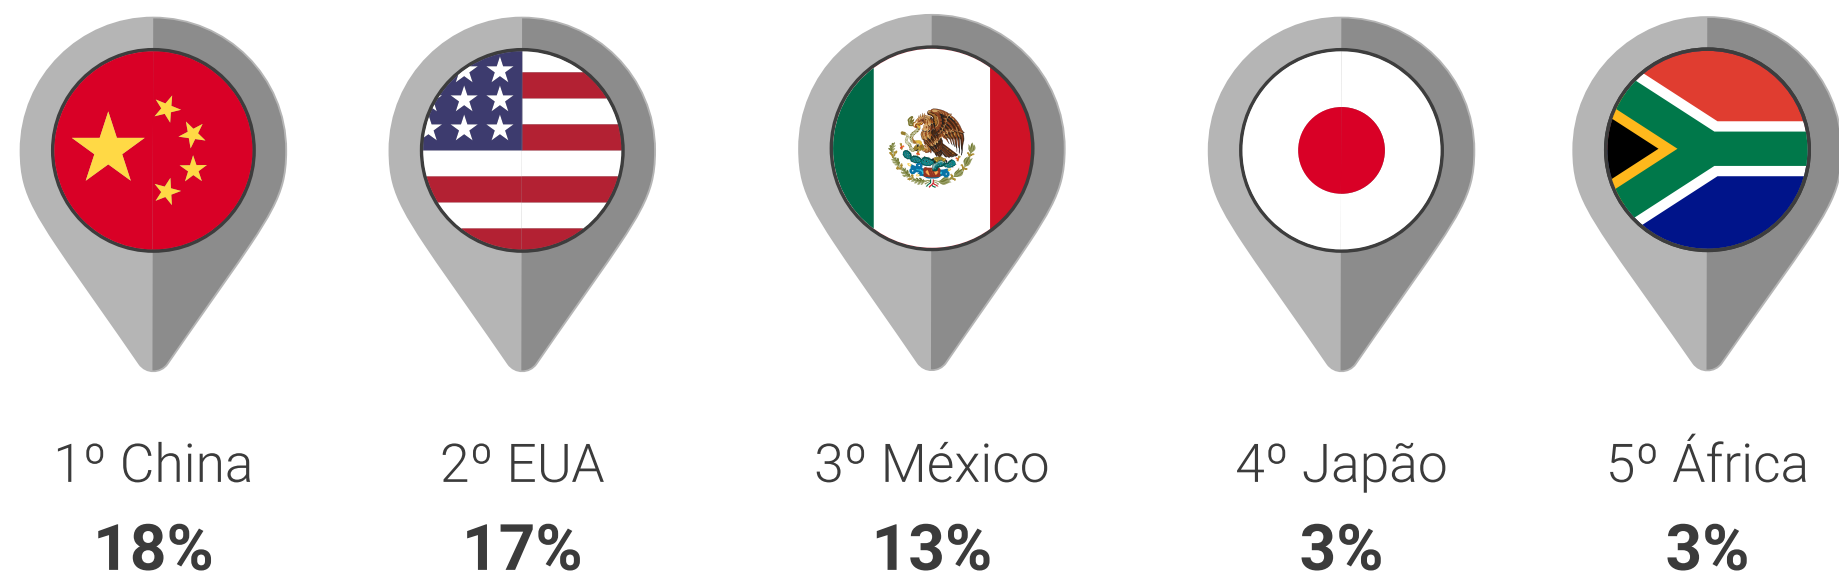 1º China
18%
2º EUA
17%
3º México
13%
4º Japão
3%
5º África
3%